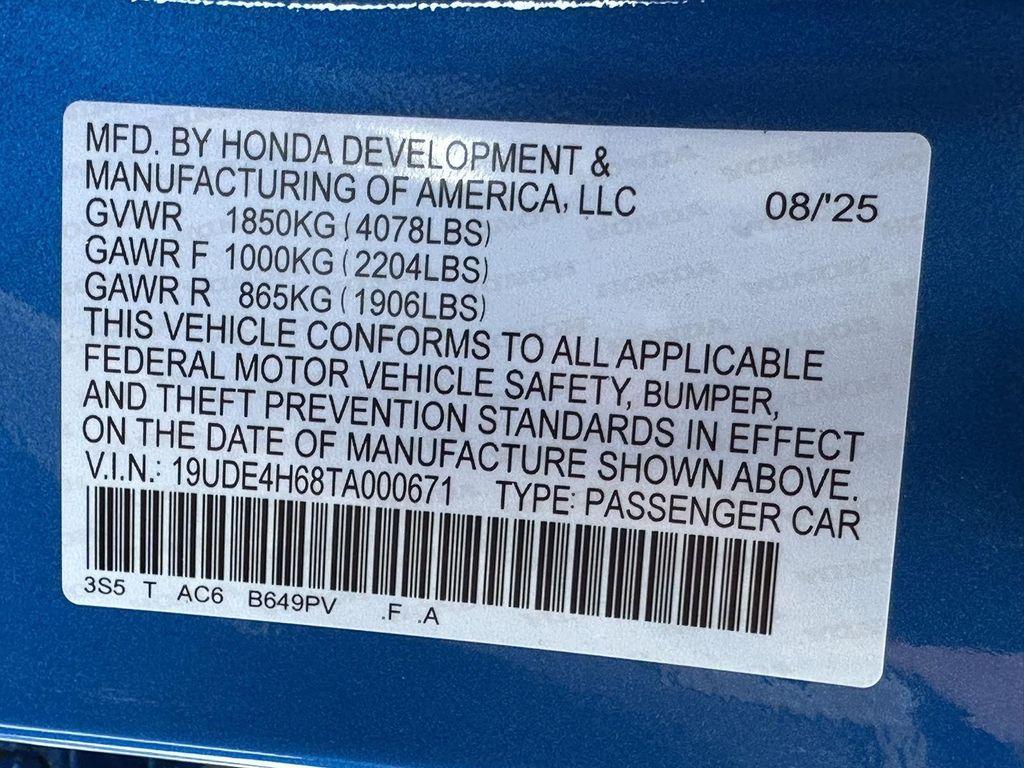 MFD. BY HONDA DEVELOPMENT &
MANUFACTURING OF AMERICA, LLC 08/'25
GVWR 1850KG (4078LBS)
GAWR F 1000KG (2204LBS)
GAWR R 865KG (1906LBS)
THIS VEHICLE CONFORMS TO ALL APPLICABLE
FEDERAL MOTOR VEHICLE SAFETY, BUMPER,
AND THEFT PREVENTION STANDARDS IN EFFECT
ON THE DATE OF MANUFACTURE SHOWN ABOVE.
V.I.N.: 19UDE4H68TA000671 TYPE: PASSENGER CAR
3S5 T AC6 B649PV .F .A